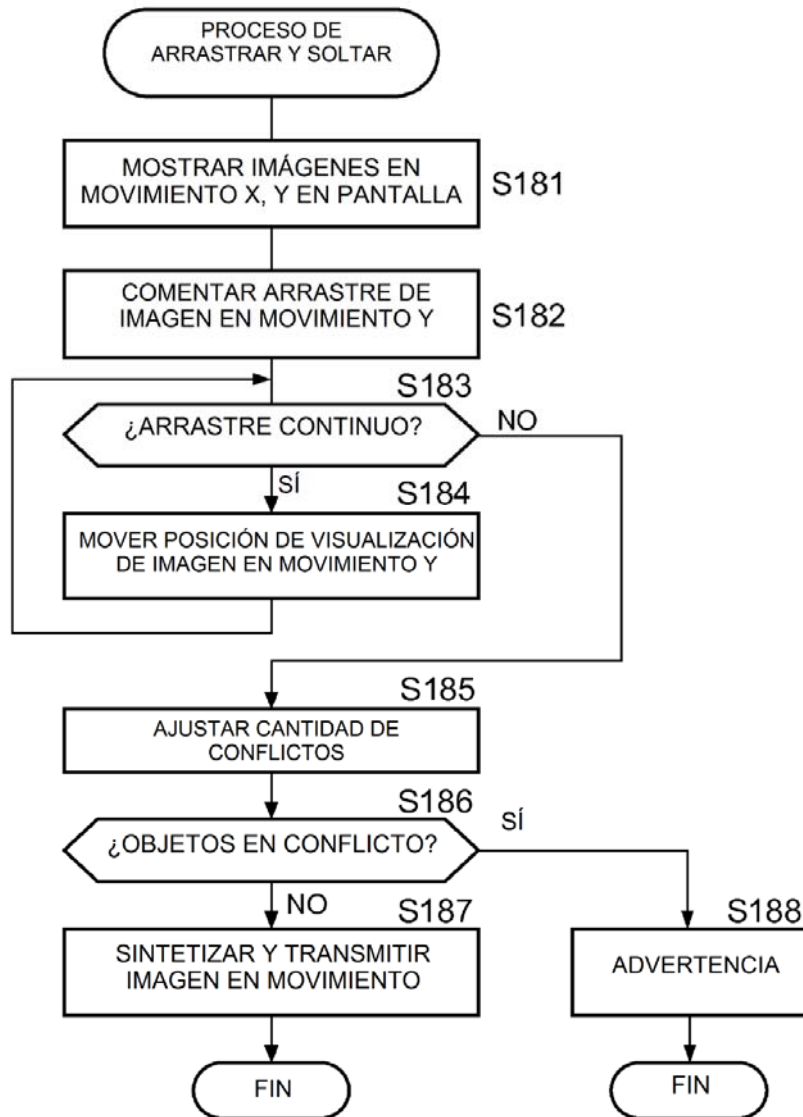 PROCESO DE
ARRASTRAR Y SOLTAR
MOSTRAR IMÁGENES EN
MOVIMIENTO X, Y EN PANTALLA
S181
COMENTAR ARRASTRE DE
IMAGEN EN MOVIMIENTO Y
S182
S183
¿ARRASTRE CONTINUO?
NO
SÍ
S184
MOVER POSICIÓN DE VISUALIZACIÓN
DE IMAGEN EN MOVIMIENTO Y
S185
AJUSTAR CANTIDAD DE
CONFLICTOS
S186
¿OBJETOS EN CONFLICTO?
SÍ
NO
S187
SINTETIZAR Y TRANSMITIR
IMAGEN EN MOVIMIENTO
S188
ADVERTENCIA
FIN
FIN